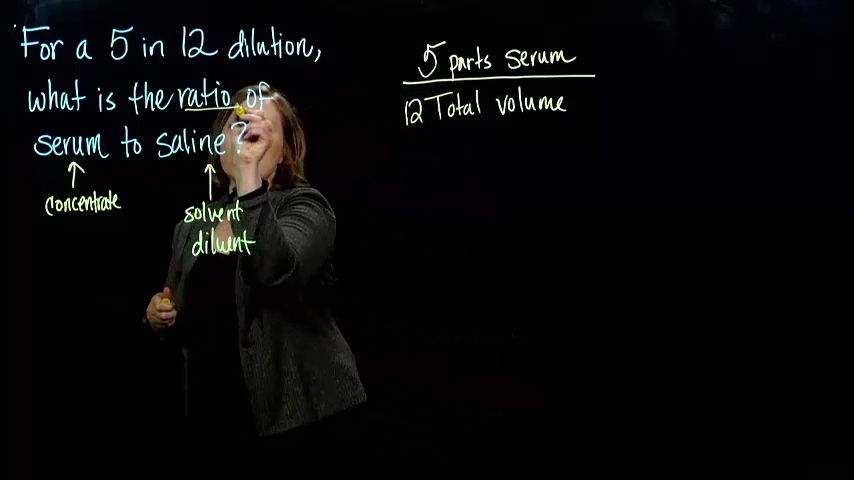 For a 5 in 12 dilution,
what is the ratio of
serum to saline?
concentrate
solvent
diluent
5 parts serum
12 Total volume